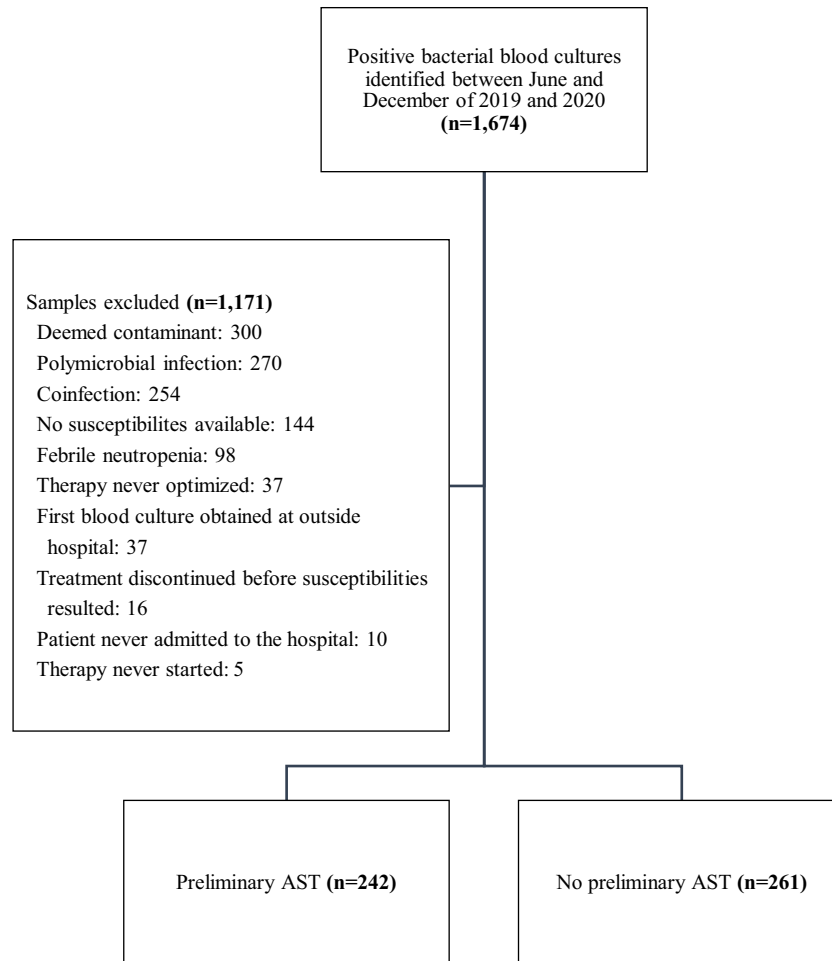 Positive bacterial blood cultures
identified between June and
December of 2019 and 2020
(n=1,674)
Samples excluded (n=1,171)
Deemed contaminant: 300
Polymicrobial infection: 270
Coinfection: 254
No susceptibilites available: 144
Febrile neutropenia: 98
Therapy never optimized: 37
First blood culture obtained at outside
hospital: 37
Treatment discontinued before susceptibilities
resulted: 16
Patient never admitted to the hospital: 10
Therapy never started: 5
Preliminary AST (n=242)
No preliminary AST (n=261)